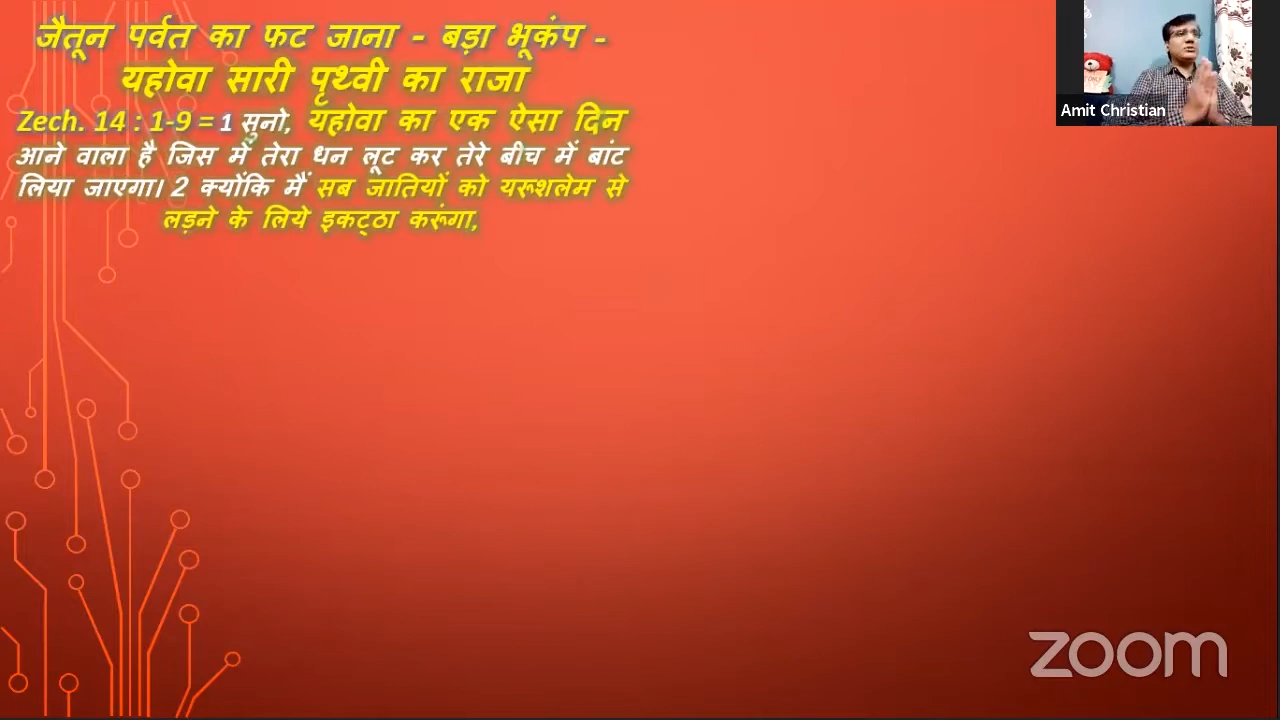 जैतून पर्वत का फट जाना - बड़ा भूकंप -
यहोवा सारी पृथ्वी का राजा
Zech. 14 : 1-9 = 1 सुनो, यहोवा का एक ऐसा दिन
आने वाला है जिस में तेरा धन लूट कर तेरे बीच में बांट
लिया जाएगा। 2 क्योंकि मैं सब जातियों को यरूशलेम से
लड़ने के लिये इकट्ठा करूंगा,
Amit Christian
zoom